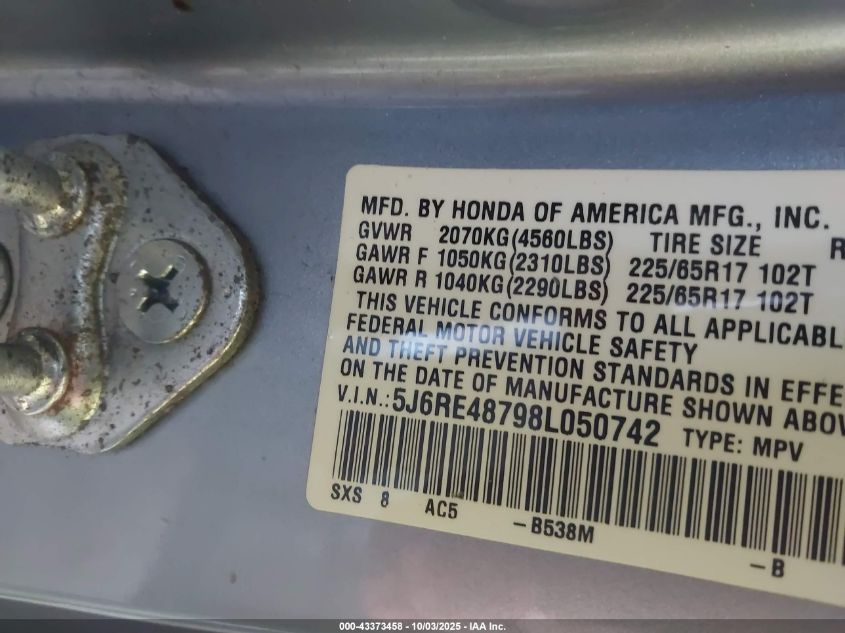 MFD. BY HONDA OF AMERICA MFG., INC.
GVWR 2070KG(4560LBS) TIRE SIZE R
GAWR F 1050KG(2310LBS) 225/65R17 102T
GAWR R 1040KG(2290LBS) 225/65R17 102T
THIS VEHICLE CONFORMS TO ALL APPLICABL
FEDERAL MOTOR VEHICLE SAFETY
AND THEFT PREVENTION STANDARDS IN EFFE
ON THE DATE OF MANUFACTURE SHOWN ABOV
V.I.N.: 5J6RE48798L050742 TYPE: MPV
SXS 8 AC5 -B538M -B
000-43373458 - 10/03/2025 - IAA Inc.